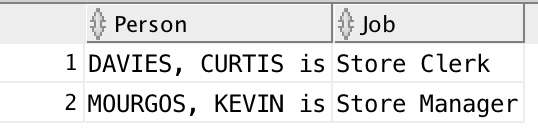 Person Job
1 DAVIES, CURTIS is Store Clerk
2 MOURGOS, KEVIN is Store Manager